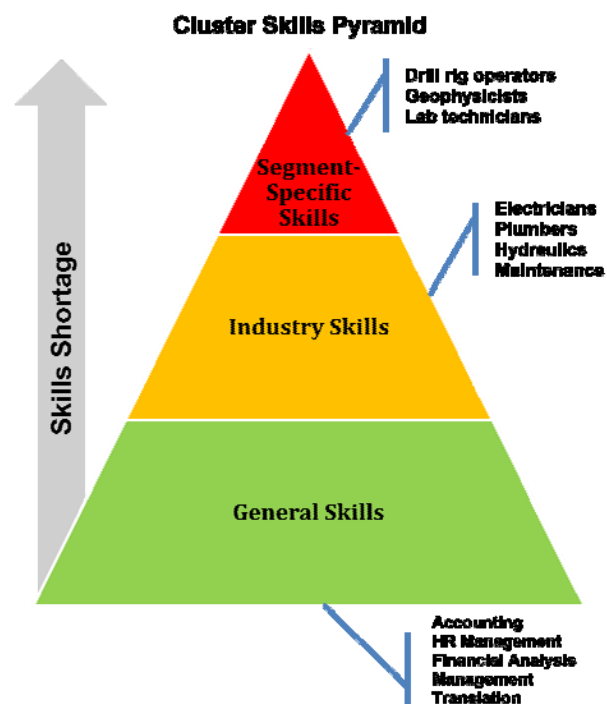 Cluster Skills Pyramid
Drill rig operators
Geophysicists
Lab technicians
Segment-
Specific
Skills
Electricians
Plumbers
Hydraulics
Maintenance
Industry Skills
Skills Shortage
General Skills
Accounting
HR Management
Financial Analysis
Management
Translation